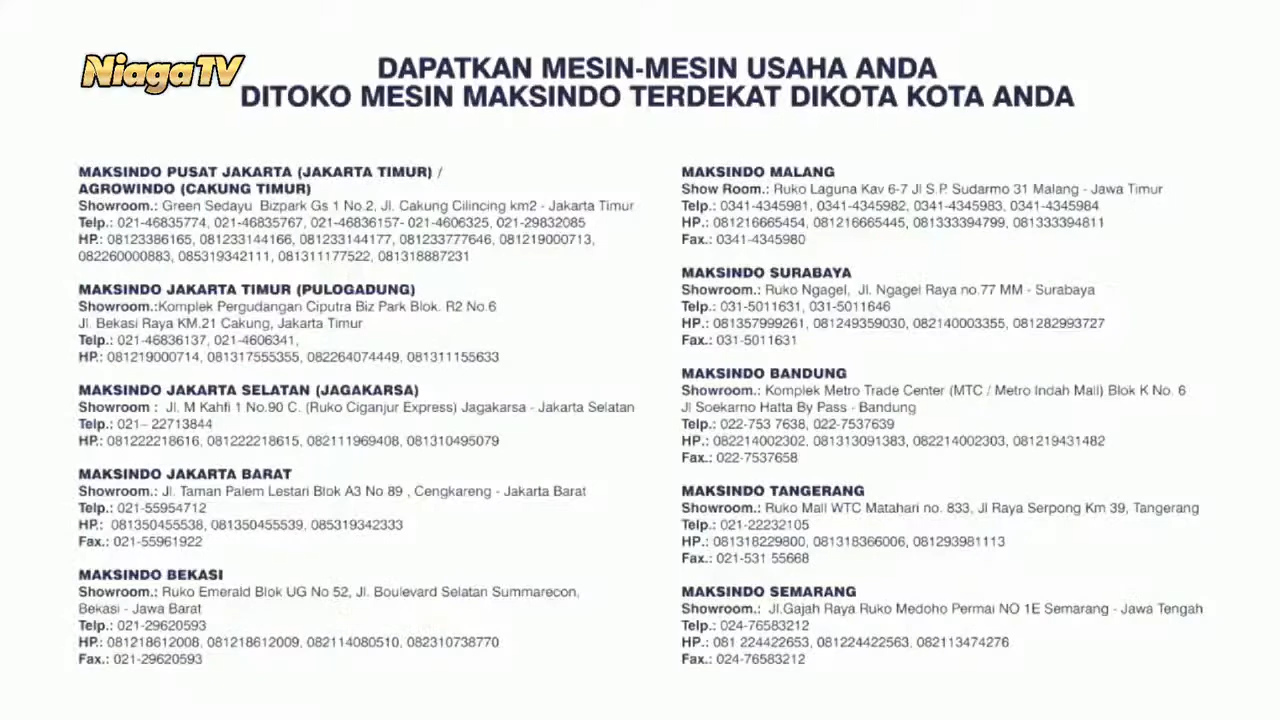 NiagaTV
DAPATKAN MESIN-MESIN USAHA ANDA
DITOKO MESIN MAKSINDO TERDEKAT DIKOTA KOTA ANDA
MAKSINDO PUSAT JAKARTA (JAKARTA TIMUR) /
AGROWINDO (CAKUNG TIMUR)
Showroom.: Green Sedayu Bizpark Gs 1 No.2, Jl. Cakung Cilincing km2 - Jakarta Timur
Telp.: 021-46835774, 021-46835767, 021-46836157- 021-4606325, 021-29832085
HP.: 08123386165, 081233144166, 081233144177, 081233777646, 081219000713,
082260000883, 085319342111, 081311177522, 081318887231
MAKSINDO JAKARTA TIMUR (PULOGADUNG)
Showroom.:Komplek Pergudangan Ciputra Biz Park Blok. R2 No.6
Jl. Bekasi Raya KM.21 Cakung, Jakarta Timur
Telp.: 021-46836137, 021-4606341,
HP.: 081219000714, 081317555355, 082264074449, 081311155633
MAKSINDO JAKARTA SELATAN (JAGAKARSA)
Showroom : Jl. M Kahfi 1 No.90 C. (Ruko Ciganjur Express) Jagakarsa - Jakarta Selatan
Telp.: 021– 22713844
HP.: 081222218616, 081222218615, 082111969408, 081310495079
MAKSINDO JAKARTA BARAT
Showroom.: Jl. Taman Palem Lestari Blok A3 No 89 , Cengkareng - Jakarta Barat
Telp.: 021-55954712
HP.: 081350455538, 081350455539, 085319342333
Fax.: 021-55961922
MAKSINDO BEKASI
Showroom.: Ruko Emerald Blok UG No 52, Jl. Boulevard Selatan Summarecon,
Bekasi - Jawa Barat
Telp.: 021-29620593
HP.: 081218612008, 081218612009, 082114080510, 082310738770
Fax.: 021-29620593
MAKSINDO MALANG
Show Room.: Ruko Laguna Kav 6-7 Jl S.P. Sudarmo 31 Malang - Jawa Timur
Telp.: 0341-4345981, 0341-4345982, 0341-4345983, 0341-4345984
HP.: 081216665454, 081216665445, 081333394799, 081333394811
Fax.: 0341-4345980
MAKSINDO SURABAYA
Showroom.: Ruko Ngagel, Jl. Ngagel Raya no.77 MM - Surabaya
Telp.: 031-5011631, 031-5011646
HP.: 081357999261, 081249359030, 082140003355, 081282993727
Fax.: 031-5011631
MAKSINDO BANDUNG
Showroom.: Komplek Metro Trade Center (MTC / Metro Indah Mall) Blok K No. 6
Jl Soekarno Hatta By Pass - Bandung
Telp.: 022-753 7638, 022-7537639
HP.: 082214002302, 081313091383, 082214002303, 081219431482
Fax.: 022-7537658
MAKSINDO TANGERANG
Showroom.: Ruko Mall WTC Matahari no. 833, Jl Raya Serpong Km 39, Tangerang
Telp.: 021-22232105
HP.: 081318229800, 081318366006, 081293981113
Fax.: 021-531 55668
MAKSINDO SEMARANG
Showroom.: Jl.Gajah Raya Ruko Medoho Permai NO 1E Semarang - Jawa Tengah
Telp.: 024-76583212
HP.: 081 224422653, 081224422563, 082113474276
Fax.: 024-76583212